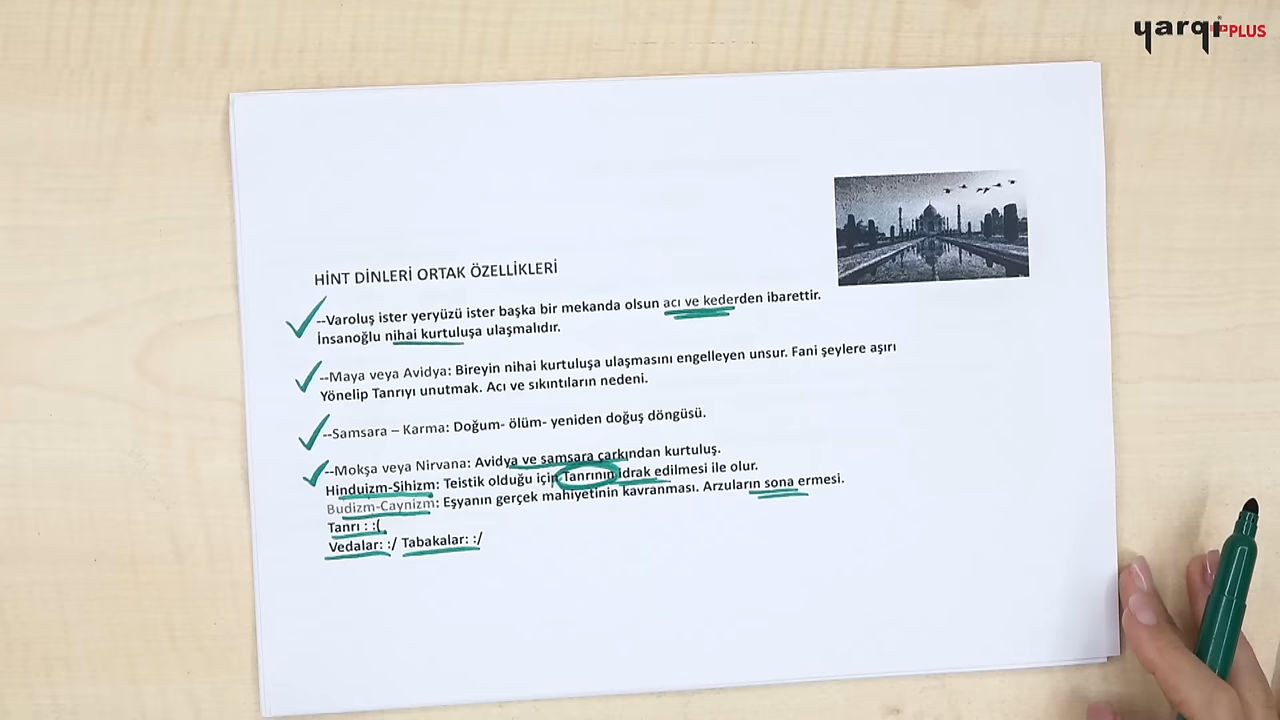 yarqi PLUS
HİNT DİNLERİ ORTAK ÖZELLİKLERİ
--Varoluş ister yeryüzü ister başka bir mekanda olsun acı ve kederden ibarettir.
İnsanoğlu nihai kurtuluşa ulaşmalıdır.
--Maya veya Avidya: Bireyin nihai kurtuluşa ulaşmasını engelleyen unsur. Fani şeylere aşırı
Yönelip Tanrıyı unutmak. Acı ve sıkıntıların nedeni.
--Samsara – Karma: Doğum- ölüm- yeniden doğuş döngüsü.
--Mokşa veya Nirvana: Avidya ve samsara çarkından kurtuluş.
Hinduizm-Sihizm: Teistik olduğu için Tanrının idrak edilmesi ile olur.
Budizm-Caynizm: Eşyanın gerçek mahiyetinin kavranması. Arzuların sona ermesi.
Tanrı : :(
Vedalar: :/ Tabakalar: :/